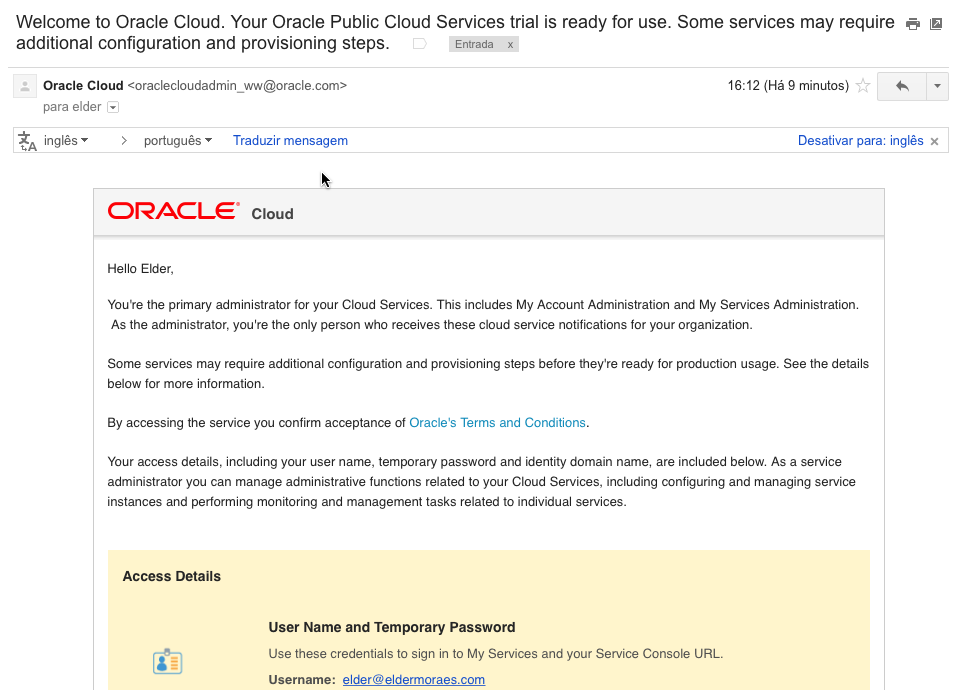 Welcome to Oracle Cloud. Your Oracle Public Cloud Services trial is ready for use. Some services may require
additional configuration and provisioning steps.
Entrada x
Oracle Cloud <oraclecloudadmin_ww@oracle.com>
16:12 (Há 9 minutos)
para elder
inglês
português
Traduzir mensagem
Desativar para: inglês
ORACLE Cloud
Hello Elder,
You're the primary administrator for your Cloud Services. This includes My Account Administration and My Services Administration.
As the administrator, you're the only person who receives these cloud service notifications for your organization.
Some services may require additional configuration and provisioning steps before they're ready for production usage. See the details
below for more information.
By accessing the service you confirm acceptance of Oracle's Terms and Conditions.
Your access details, including your user name, temporary password and identity domain name, are included below. As a service
administrator you can manage administrative functions related to your Cloud Services, including configuring and managing service
instances and performing monitoring and management tasks related to individual services.
Access Details
User Name and Temporary Password
Use these credentials to sign in to My Services and your Service Console URL.
Username: elder@eldermoraes.com